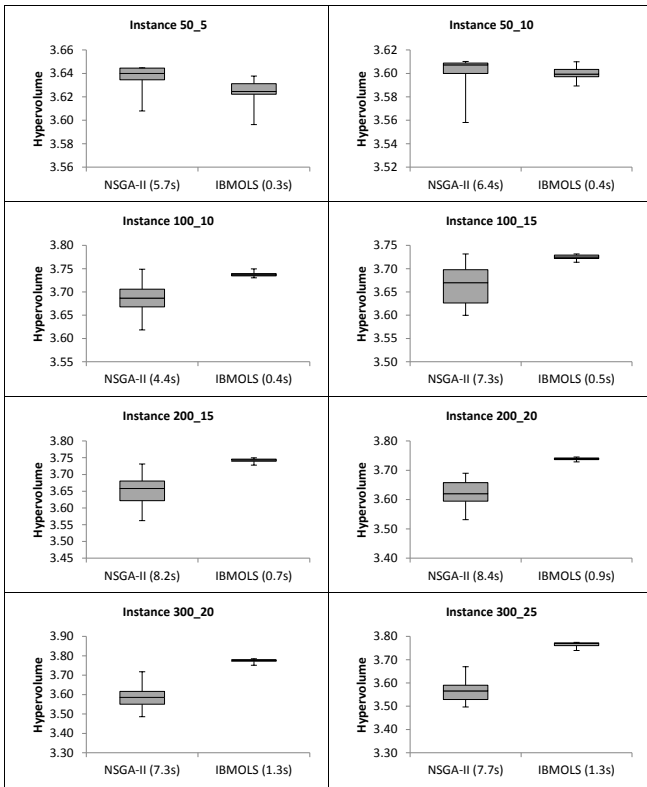 Instance 50_5
Hypervolume
3.66
3.64
3.62
3.60
3.58
3.56
NSGA-II (5.7s) IBMOLS (0.3s)
Instance 50_10
Hypervolume
3.62
3.60
3.58
3.56
3.54
3.52
NSGA-II (6.4s) IBMOLS (0.4s)
Instance 100_10
Hypervolume
3.80
3.75
3.70
3.65
3.60
3.55
NSGA-II (4.4s) IBMOLS (0.4s)
Instance 100_15
Hypervolume
3.75
3.70
3.65
3.60
3.55
3.50
NSGA-II (7.3s) IBMOLS (0.5s)
Instance 200_15
Hypervolume
3.80
3.75
3.70
3.65
3.60
3.55
3.50
3.45
NSGA-II (8.2s) IBMOLS (0.7s)
Instance 200_20
Hypervolume
3.80
3.70
3.60
3.50
3.40
NSGA-II (8.4s) IBMOLS (0.9s)
Instance 300_20
Hypervolume
3.90
3.80
3.70
3.60
3.50
3.40
3.30
NSGA-II (7.3s) IBMOLS (1.3s)
Instance 300_25
Hypervolume
3.80
3.70
3.60
3.50
3.40
3.30
NSGA-II (7.7s) IBMOLS (1.3s)